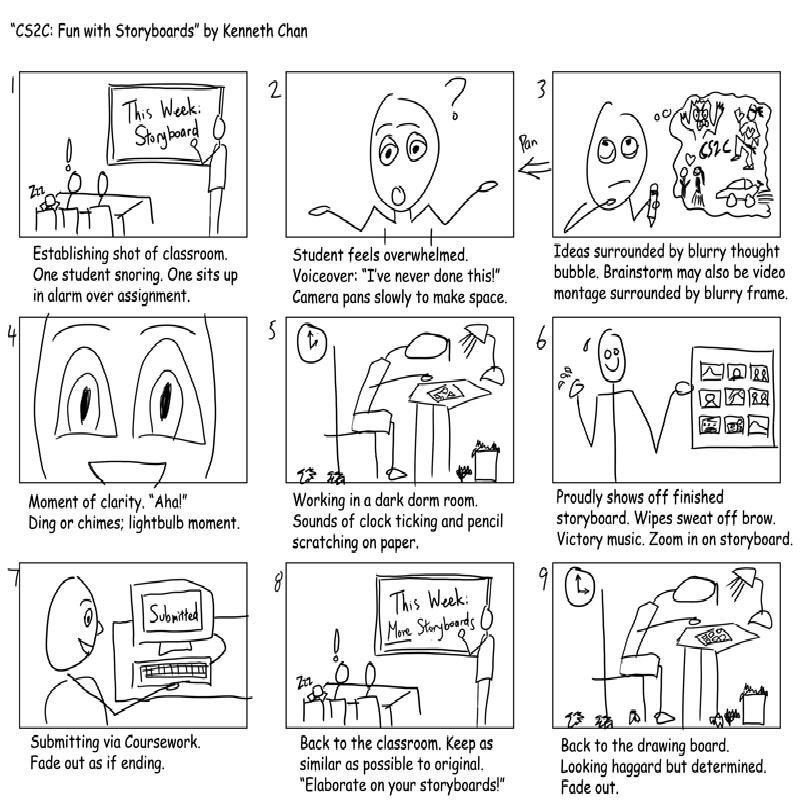 "CS2C: Fun with Storyboards" by Kenneth Chan
1
This Week:
Storyboard
!
Zzz
Establishing shot of classroom.
One student snoring. One sits up
in alarm over assignment.
2
?
Student feels overwhelmed.
Voiceover: "I've never done this!"
Camera pans slowly to make space.
Pan
3
CS2C
Ideas surrounded by blurry thought
bubble. Brainstorm may also be video
montage surrounded by blurry frame.
4
Moment of clarity. "Aha!"
Ding or chimes; lightbulb moment.
5
Working in a dark dorm room.
Sounds of clock ticking and pencil
scratching on paper.
6
Proudly shows off finished
storyboard. Wipes sweat off brow.
Victory music. Zoom in on storyboard.
7
Submitted
Submitting via Coursework.
Fade out as if ending.
8
This Week:
More Storyboards
!
Zzz
Back to the classroom. Keep as
similar as possible to original.
"Elaborate on your storyboards!"
9
Back to the drawing board.
Looking haggard but determined.
Fade out.